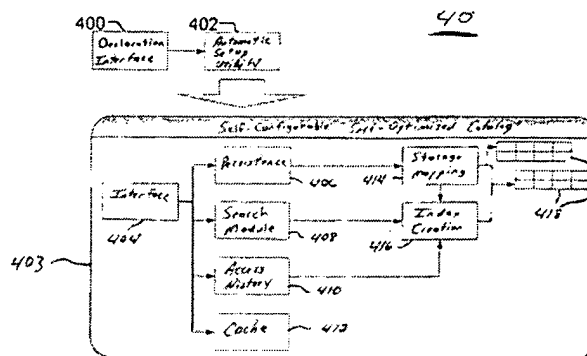 400
402
40
Declaration
Interface
Automatic
Setup
Utility
Self-Configurable Self-Optimized Catalog
Persistence
406
Storage
Mapping
414
Interface
404
Search
Module
408
Index
Creation
416
418
403
Access
History
410
Cache
412